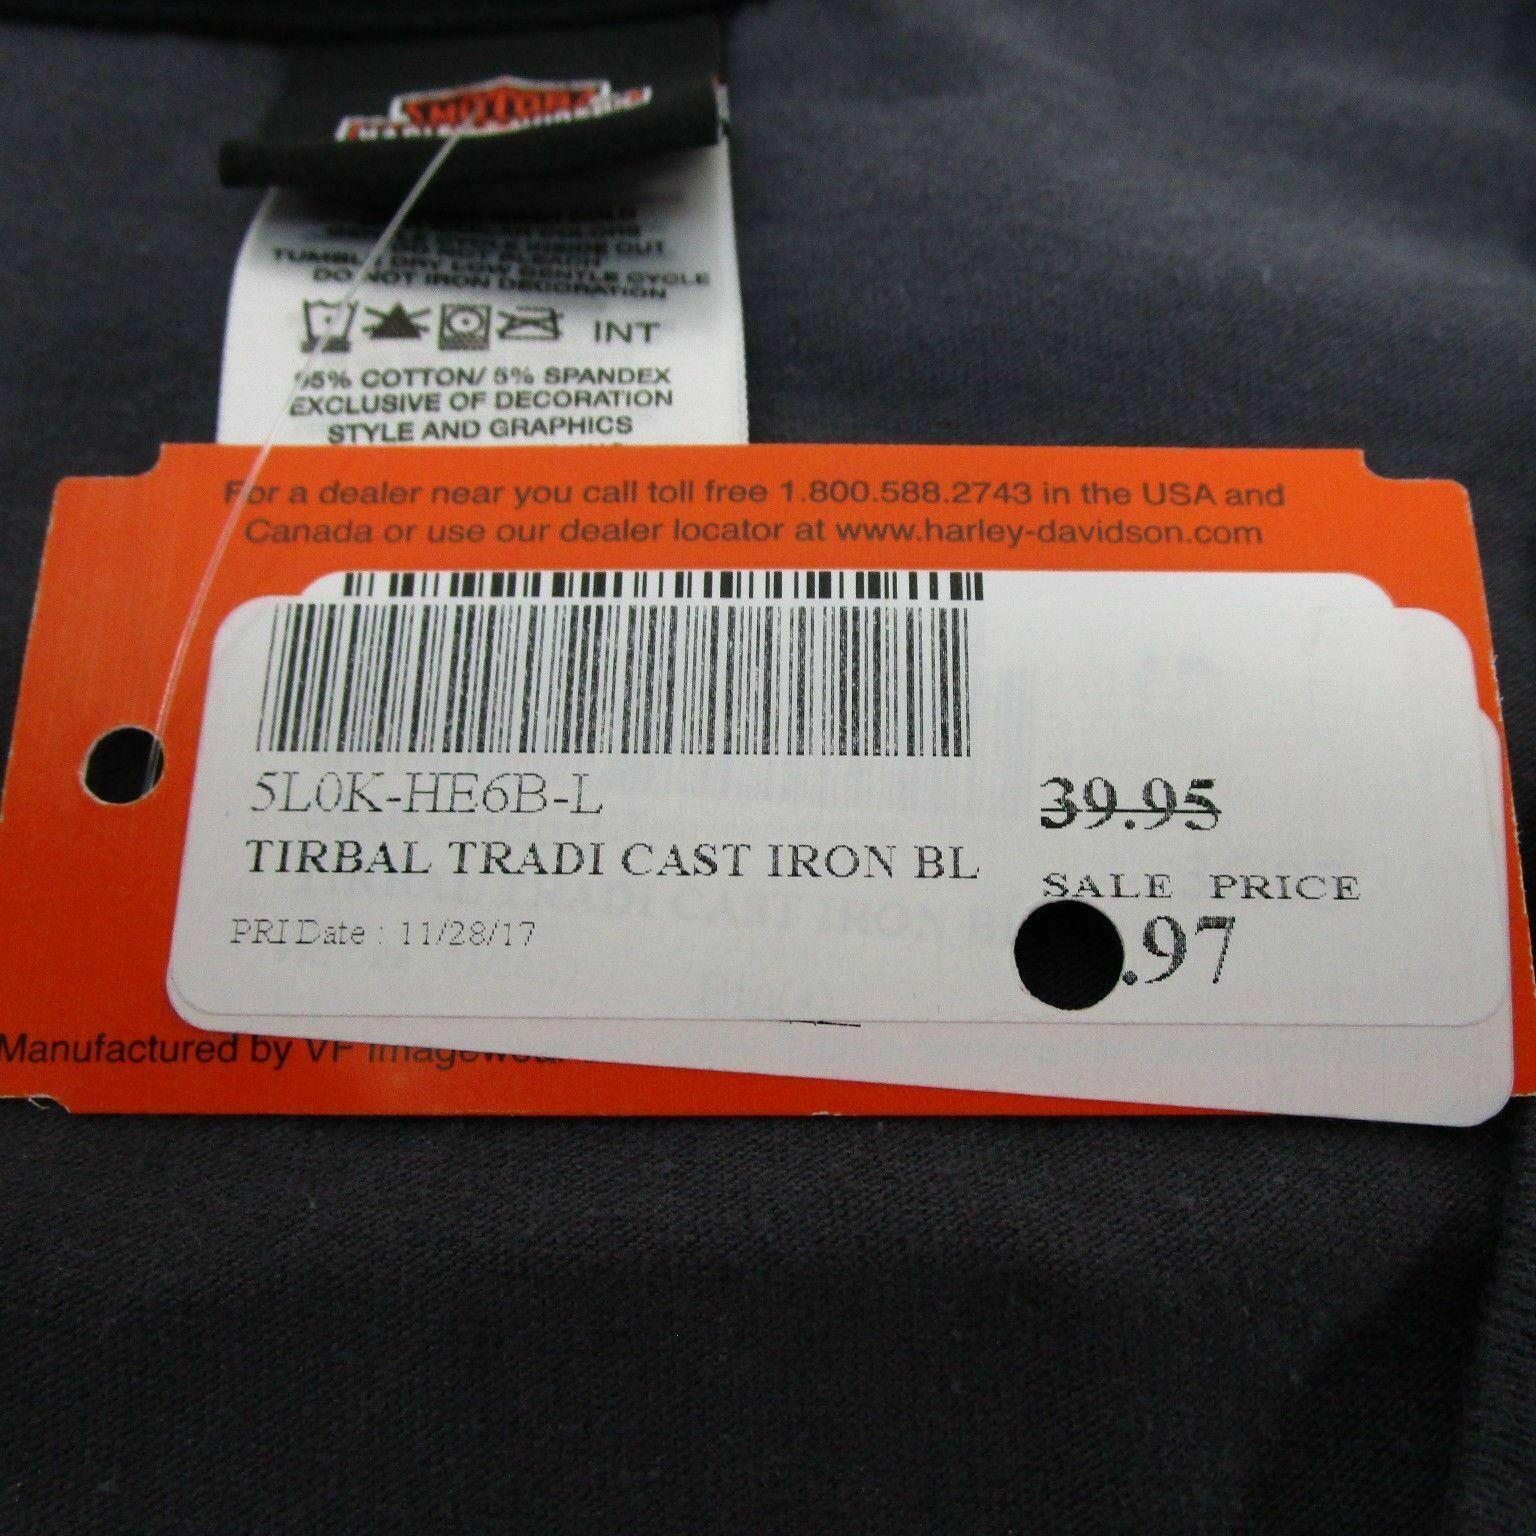 MOTOR
TUMBLE DRY LOW GENTLE CYCLE
DO NOT IRON DECORATION
INT
95% COTTON/ 5% SPANDEX
EXCLUSIVE OF DECORATION
STYLE AND GRAPHICS
For a dealer near you call toll free 1.800.588.2743 in the USA and
Canada or use our dealer locator at www.harley-davidson.com
5L0K-HE6B-L
39.95
TIRBAL TRADI CAST IRON BL
SALE PRICE
PRI Date : 11/28/17
.97
Manufactured by VF Imagewear